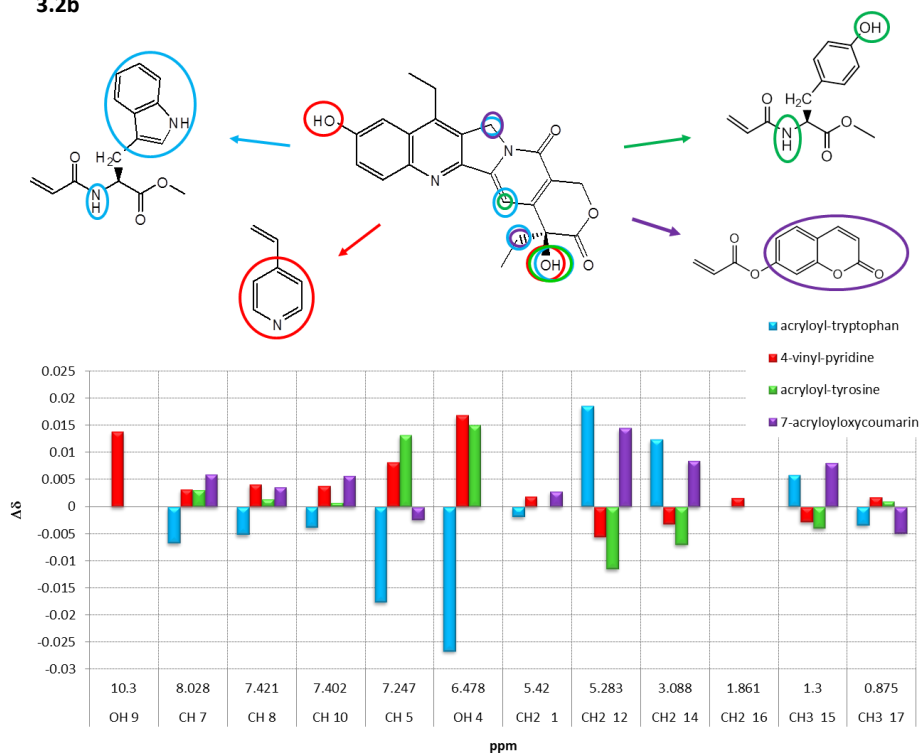 3.2b
OH
H2C
O
N
H
O
O
NH
H2C
O
N
H
O
O
HO
N
N
O
O
O
OH
N
O
O
O
O
acryloyl-tryptophan
4-vinyl-pyridine
acryloyl-tyrosine
7-acryloyloxycoumarin
0.025
0.02
0.015
0.01
0.005
0
-0.005
-0.01
-0.015
-0.02
-0.025
-0.03
Δδ
10.3 8.028 7.421 7.402 7.247 6.478 5.42 5.283 3.088 1.861 1.3 0.875
OH 9 CH 7 CH 8 CH 10 CH 5 OH 4 CH2 1 CH2 12 CH2 14 CH2 16 CH3 15 CH3 17
ppm